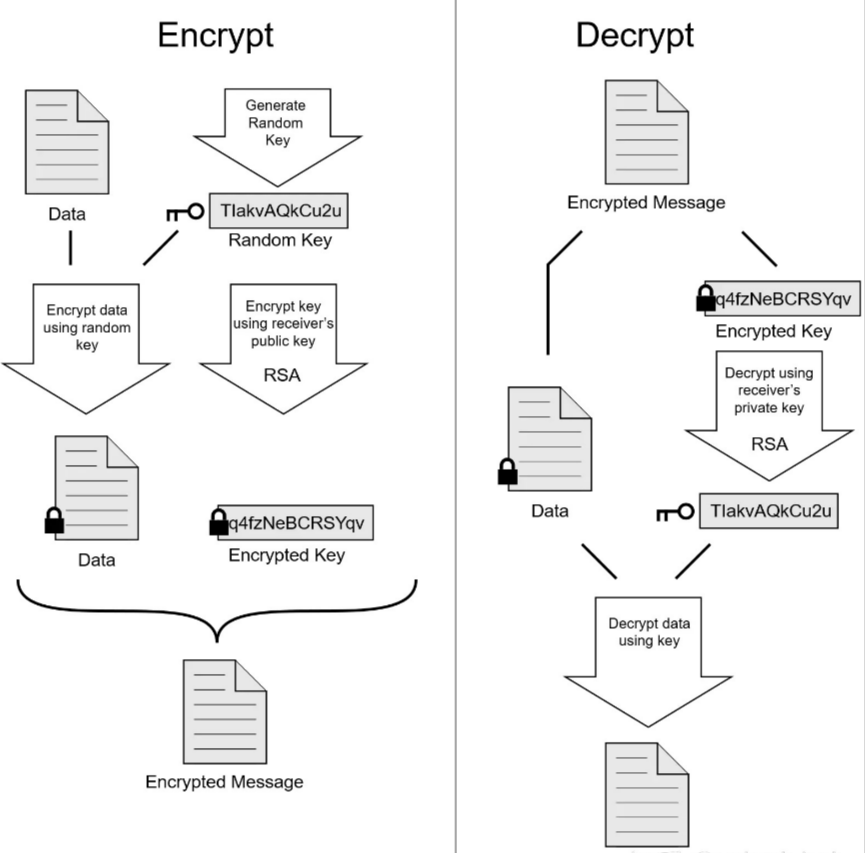 Encrypt
Data
Generate
Random
Key
TIakvAQkCu2u
Random Key
Encrypt data
using random
key
Encrypt key
using receiver's
public key
RSA
Data
q4fzNeBCRSYqv
Encrypted Key
Encrypted Message
Decrypt
Encrypted Message
q4fzNeBCRSYqv
Encrypted Key
Decrypt using
receiver's
private key
RSA
Data
TIakvAQkCu2u
Decrypt data
using key